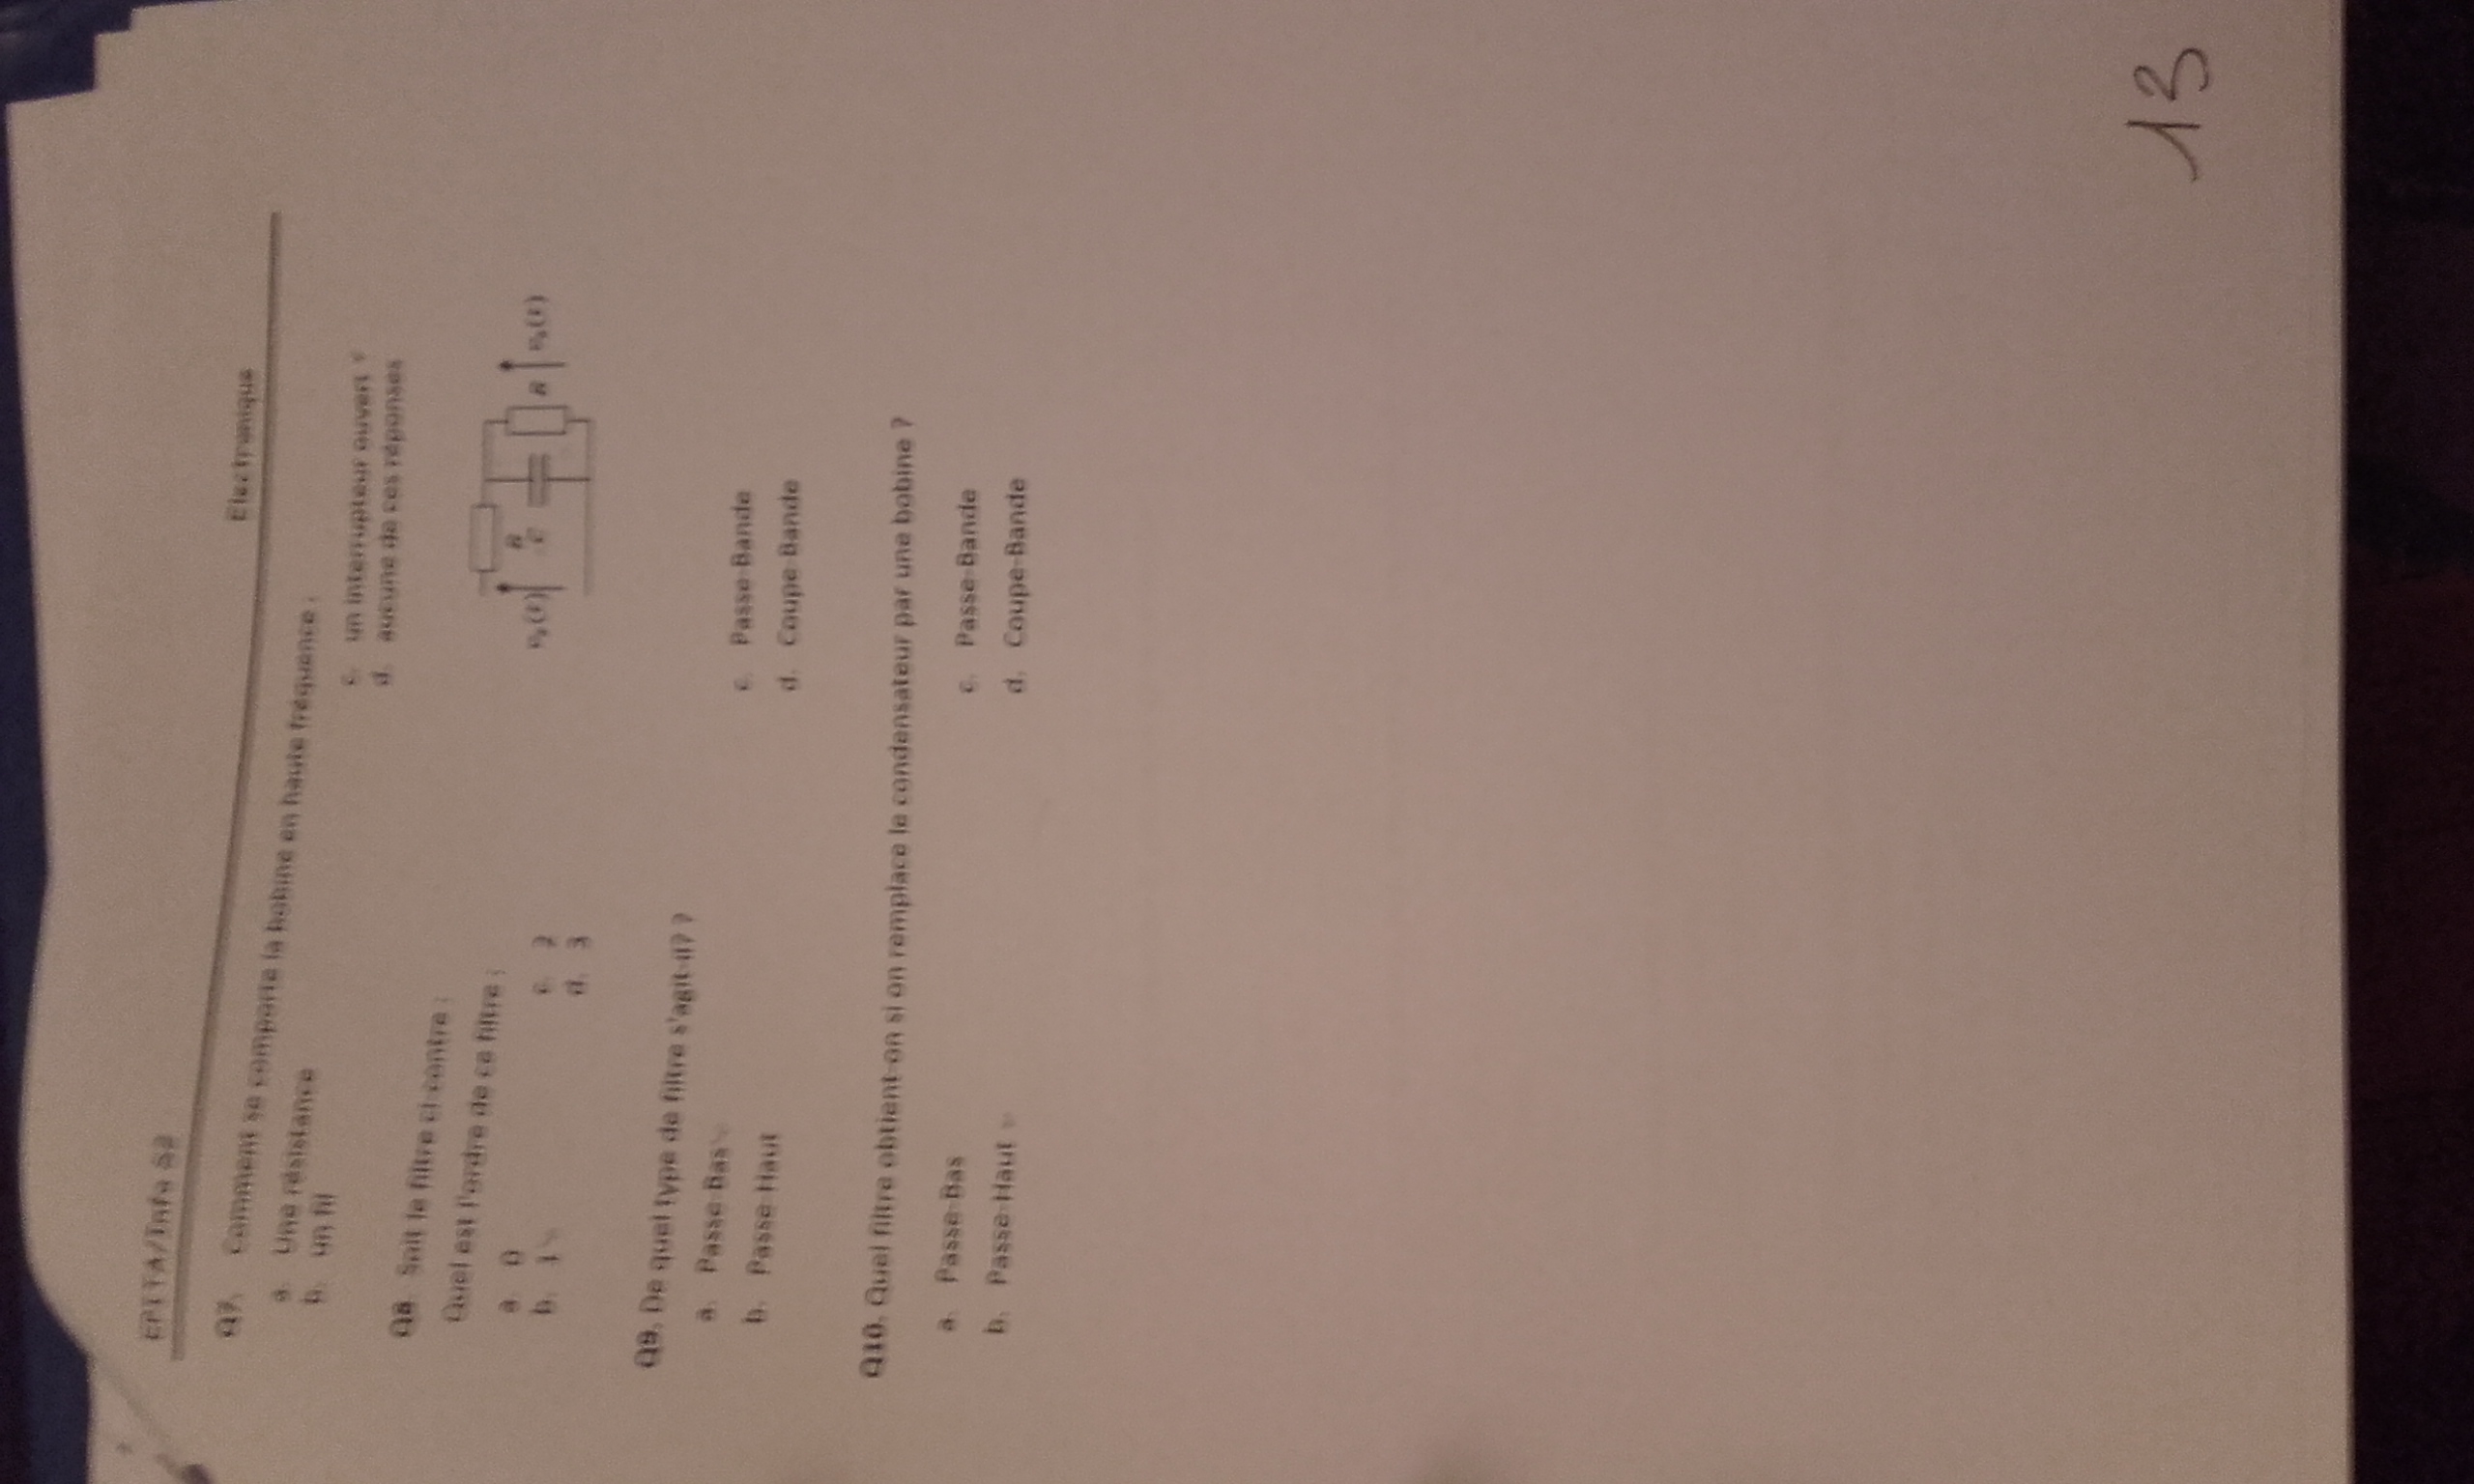 EPITA/Info S2
Electronique
Q7. Comment se comporte la bobine en haute fréquence :
a. Une résistance
b. un fil
c. un interrupteur ouvert
d. aucune de ces réponses
Q8. Soit le filtre ci-contre :
Quel est l'ordre de ce filtre :
a. 0
b. 1
c. 2
d. 3
R
C
R
Q9. De quel type de filtre s'agit-il? ?
a. Passe-Bas
b. Passe-Haut
c. Passe-Bande
d. Coupe-Bande
Q10. Quel filtre obtient-on si on remplace le condensateur par une bobine ?
a. Passe-Bas
b. Passe-Haut
c. Passe-Bande
d. Coupe-Bande
13